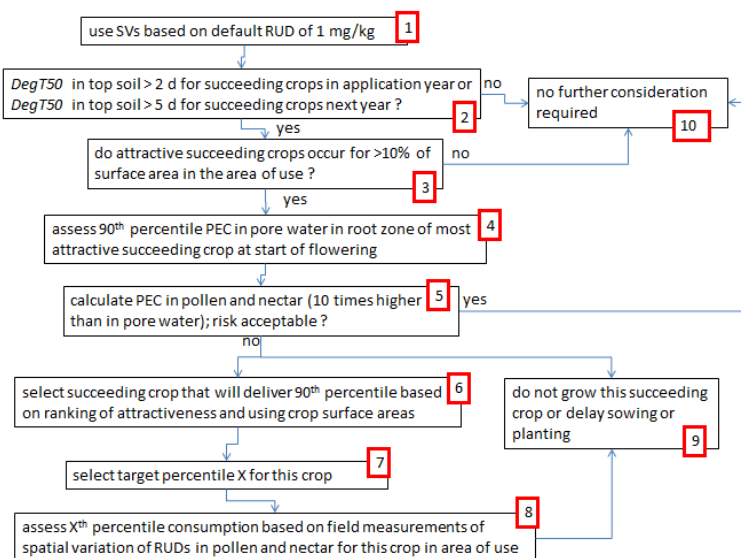 use SVs based on default RUD of 1 mg/kg
1
DegT50 in top soil > 2 d for succeeding crops in application year or
DegT50 in top soil > 5 d for succeeding crops next year ?
2
no
no further consideration
required
10
yes
do attractive succeeding crops occur for >10% of
surface area in the area of use ?
3
no
yes
assess 90th percentile PEC in pore water in root zone of most
attractive succeeding crop at start of flowering
4
calculate PEC in pollen and nectar (10 times higher
than in pore water); risk acceptable ?
5
yes
no
select succeeding crop that will deliver 90th percentile based
on ranking of attractiveness and using crop surface areas
6
do not grow this succeeding
crop or delay sowing or
planting
9
select target percentile X for this crop
7
assess Xth percentile consumption based on field measurements of
spatial variation of RUDs in pollen and nectar for this crop in area of use
8